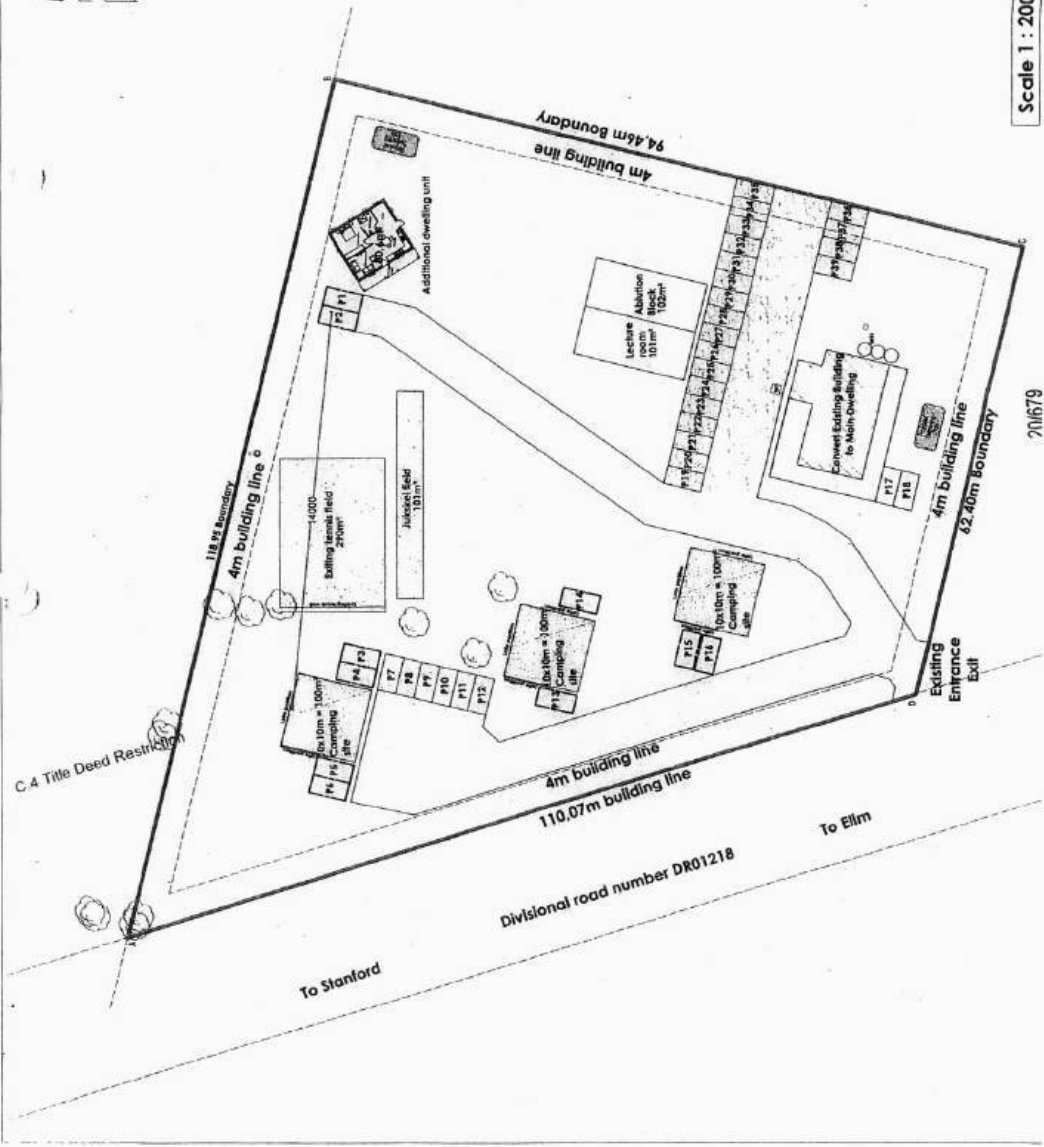 Scale 1 : 200
118.95 Boundary
4m building line
94,46m Boundary
4m building line
Additional dwelling unit
P2 P1
14000
Exiting tennis field
290m²
Jukskei field
101m²
C.4 Title Deed Restriction
P4 P3
10x10m = 100m²
Camping
site
P6 P5
P7
P8
P9
P10
P11
P12
10x10m = 100m²
Camping
site
P13
P14
10x10m = 100m²
Camping
site
P15
P16
Lecture
room
101m²
Ablution
Block
102m²
P19 P20 P21 P22 P23 P24 P25 P26 P27 P28 P29 P30 P31 P32 P33 P34 P35
P39 P38 P37 P36
Convert Existing Building
to Main Dwelling
P17
P18
4m building line
62.40m Boundary
Existing
Entrance
Exit
4m building line
110,07m building line
Divisional road number DR01218
To Stanford
To Elim
B
C
D
20/679